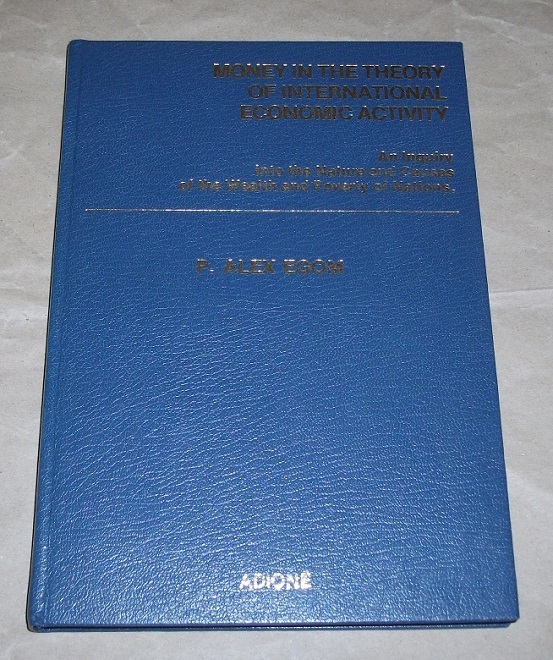 MONEY IN THE THEORY
OF INTERNATIONAL
ECONOMIC ACTIVITY
An Inquiry
into the Nature and Causes
of the Wealth and Poverty of Nations.
P. ALEX EGOM
ADIONE